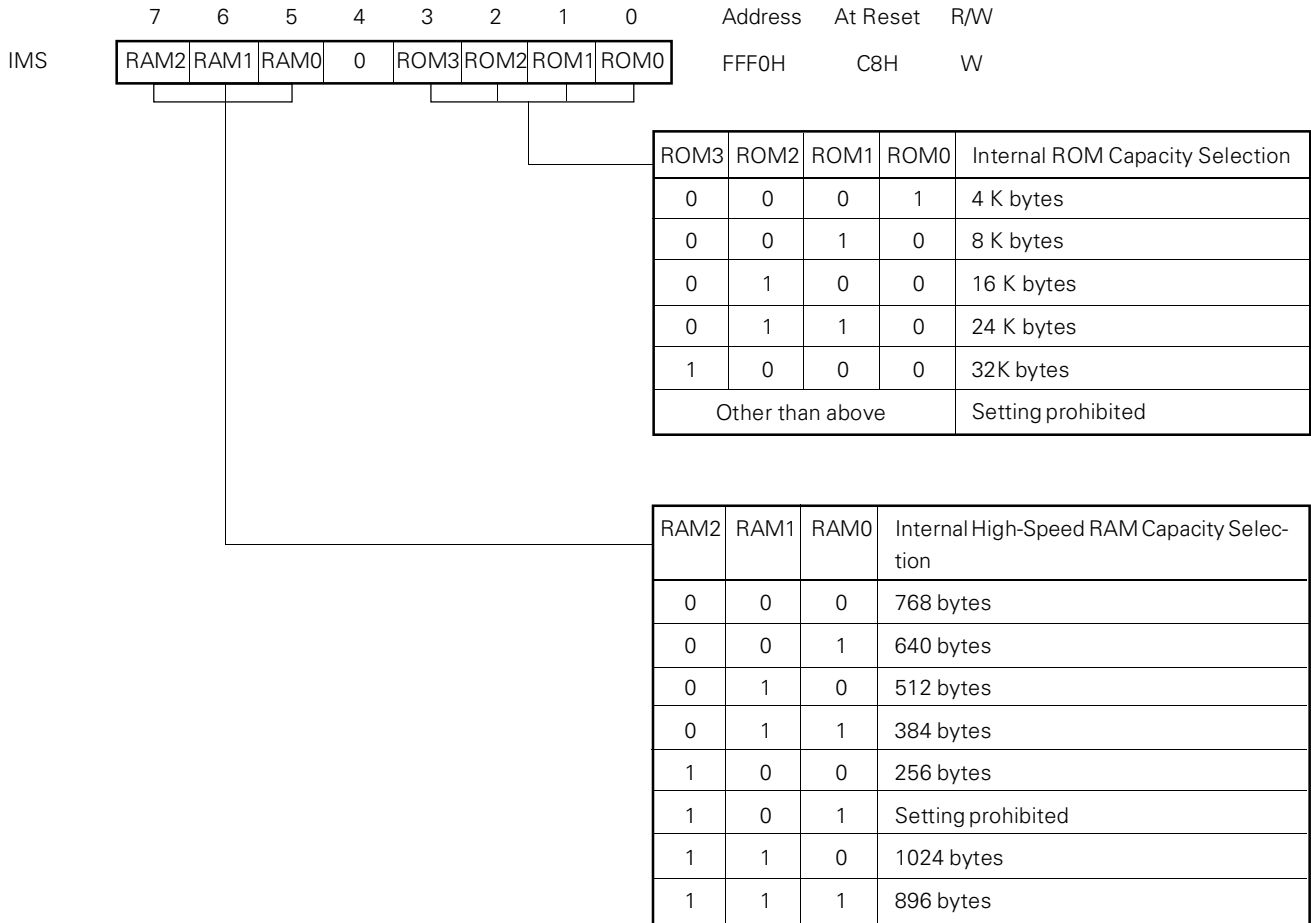 7 6 5 4 3 2 1 0 Address At Reset R/W
IMS RAM2 RAM1 RAM0 0 ROM3 ROM2 ROM1 ROM0 FFF0H C8H W
ROM3 ROM2 ROM1 ROM0 Internal ROM Capacity Selection
0 0 0 1 4 K bytes
0 0 1 0 8 K bytes
0 1 0 0 16 K bytes
0 1 1 0 24 K bytes
1 0 0 0 32K bytes
Other than above Setting prohibited
RAM2 RAM1 RAM0 Internal High-Speed RAM Capacity Selec-
tion
0 0 0 768 bytes
0 0 1 640 bytes
0 1 0 512 bytes
0 1 1 384 bytes
1 0 0 256 bytes
1 0 1 Setting prohibited
1 1 0 1024 bytes
1 1 1 896 bytes